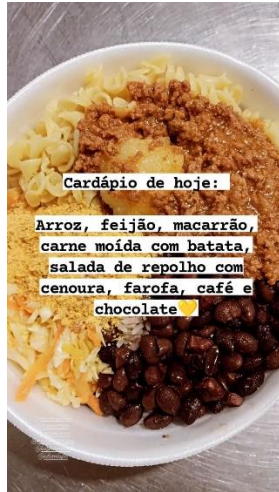 Cardápio de hoje:
Arroz, feijão, macarrão,
carne moída com batata,
salada de repolho com
cenoura, farofa, café e
chocolate💛